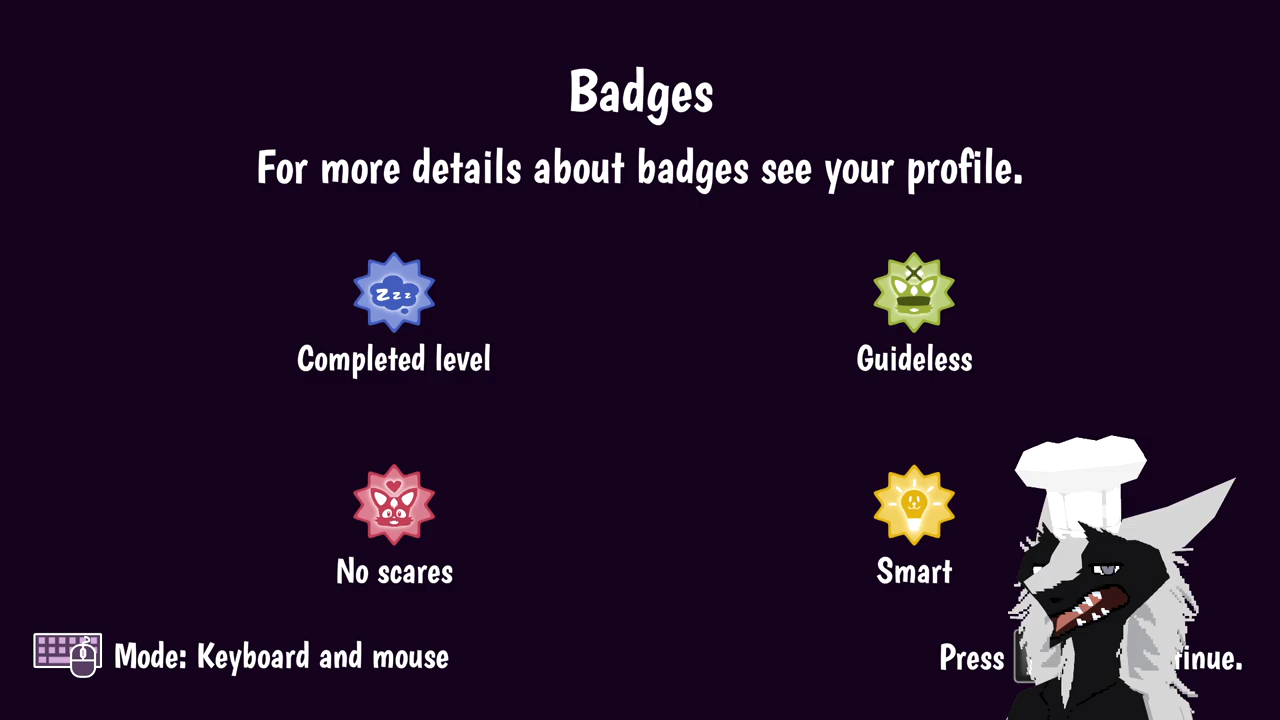 Badges
For more details about badges see your profile.
zzz
Completed level
Guideless
No scares
Smart
Mode: Keyboard and mouse
Press
tinue.